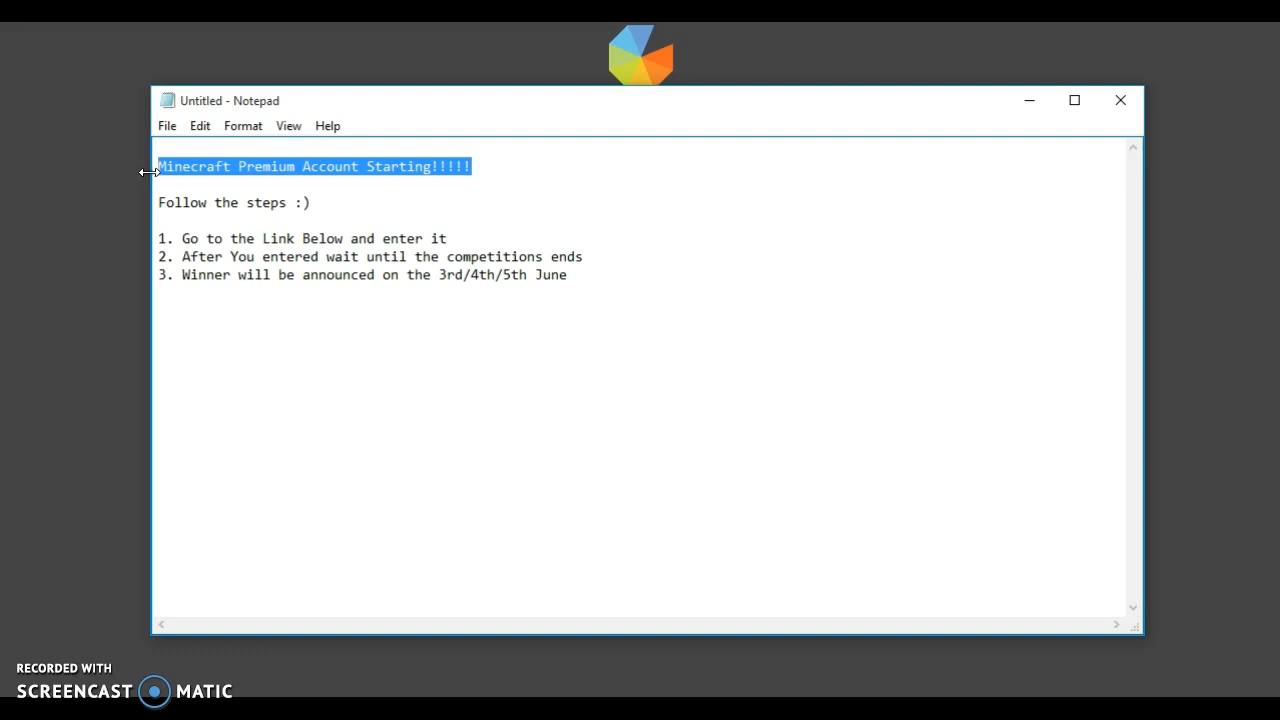 Untitled - Notepad
File Edit Format View Help
Minecraft Premium Account Starting!!!!!
Follow the steps :)
1. Go to the Link Below and enter it
2. After You entered wait until the competitions ends
3. Winner will be announced on the 3rd/4th/5th June
RECORDED WITH
SCREENCAST MATIC